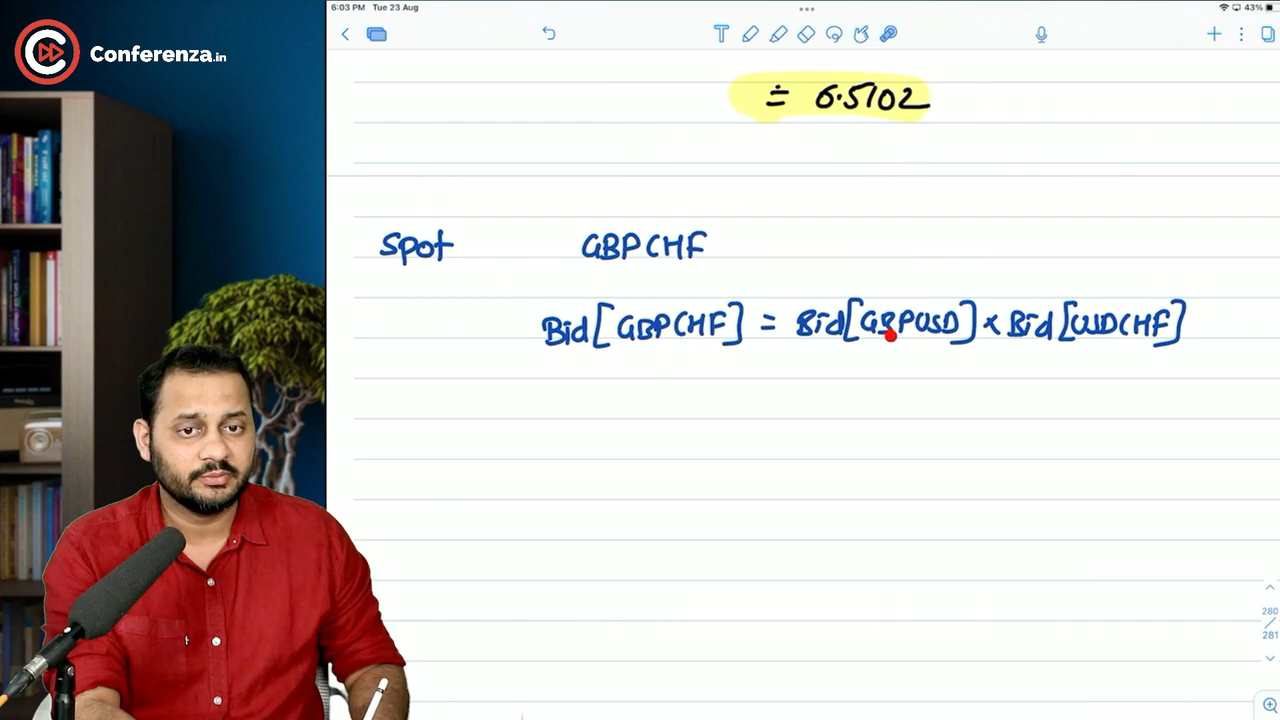 6:03 PM Tue 23 Aug
43%
Conferenza.in
= 6.5102
Spot GBPCHF
Bid [GBPCHF] = Bid[GBPUSD] × Bid [USDCHF]
280
281